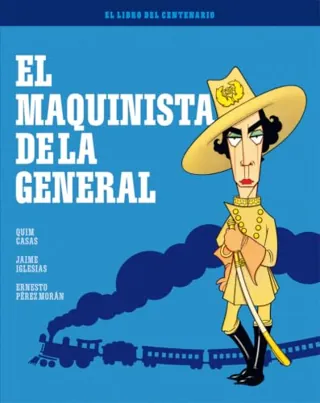 EL LIBRO DEL CENTENARIO
EL
MAQUINISTA
DE LA
GENERAL
QUIM
CASAS
JAIME
IGLESIAS
ERNESTO
PÉREZ MORÁN